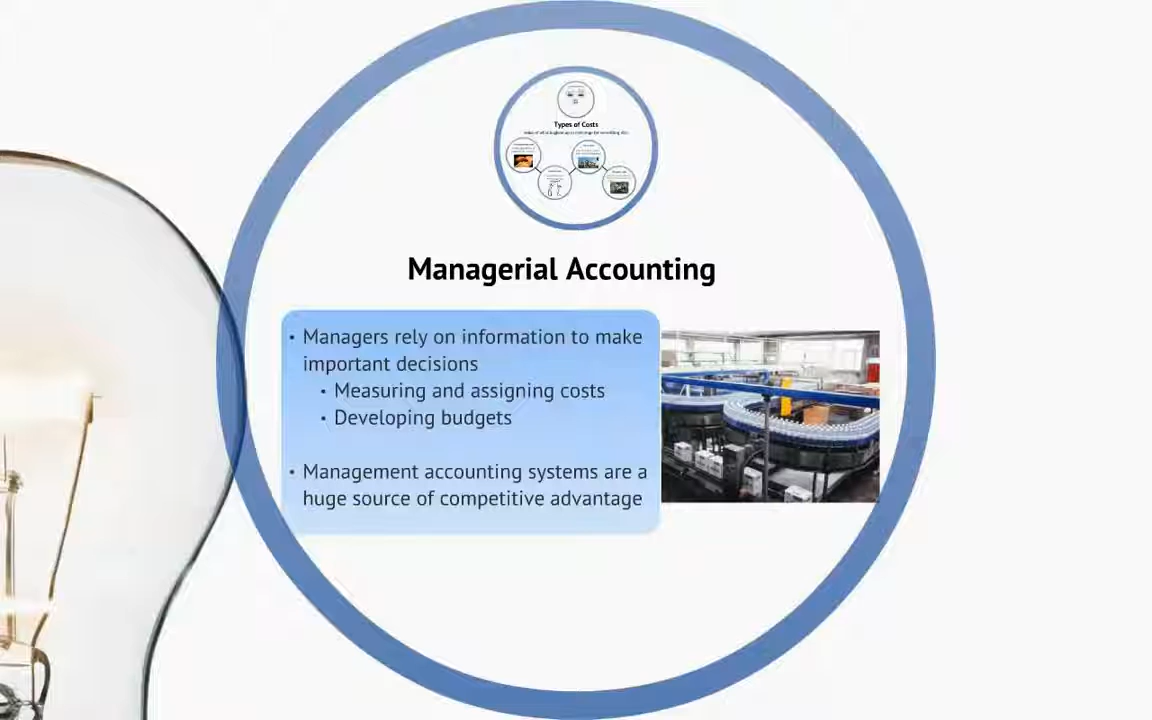 Types of Costs
Managerial Accounting
• Managers rely on information to make
important decisions
• Measuring and assigning costs
• Developing budgets
• Management accounting systems are a
huge source of competitive advantage